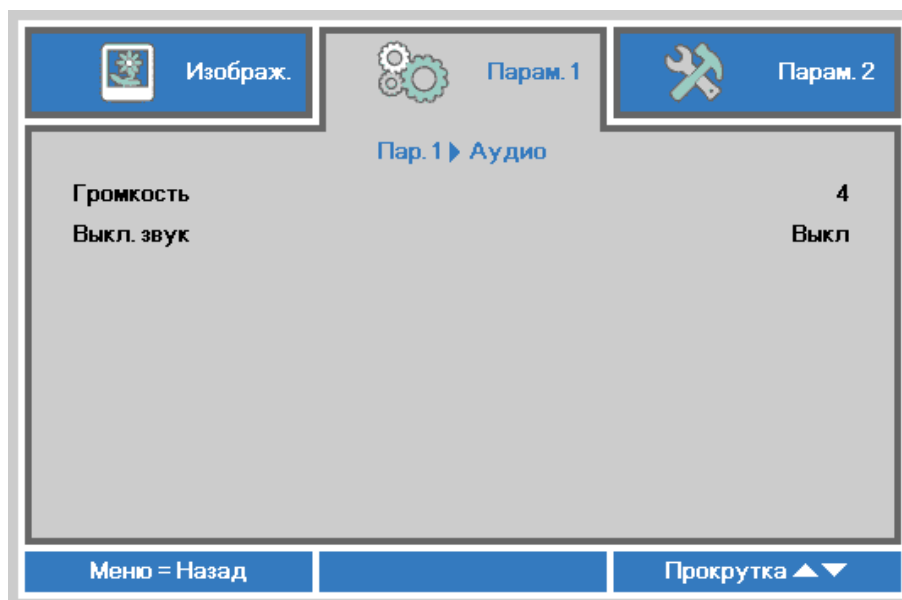 Изображ.
Парам. 1
Парам. 2
Пар. 1 ▶ Аудио
Громкость 4
Выкл. звук Выкл
Меню = Назад
Прокрутка ▲▼